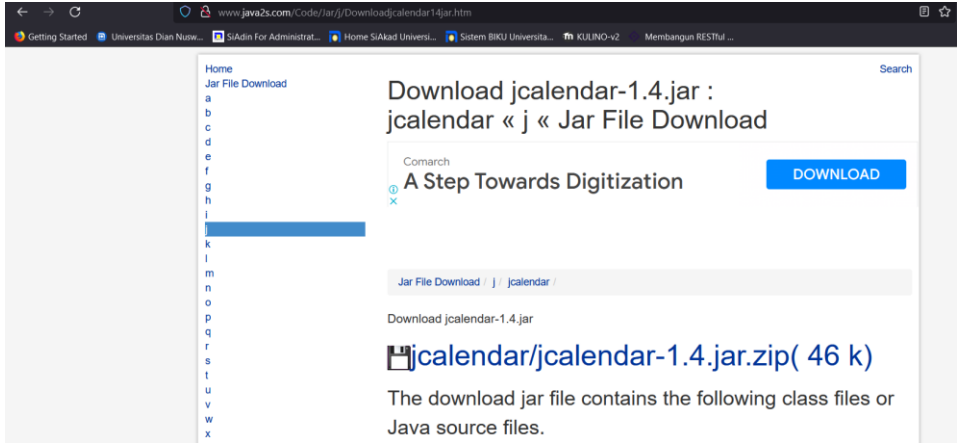 www.java2s.com/Code/Jar/j/Downloadjcalendar14jar.htm
Getting Started Universitas Dian Nusw... SiAdin For Administrat... Home SiAkad Universi... Sistem BIKU Universita... KULINO-v2 Membangun RESTful ...
Home
Jar File Download
a
b
c
d
e
f
g
h
i
j
k
l
m
n
o
p
q
r
s
t
u
v
w
x
Search
Download jcalendar-1.4.jar :
jcalendar « j « Jar File Download
Comarch
A Step Towards Digitization
DOWNLOAD
Jar File Download / j / jcalendar /
Download jcalendar-1.4.jar
jcalendar/jcalendar-1.4.jar.zip( 46 k)
The download jar file contains the following class files or
Java source files.